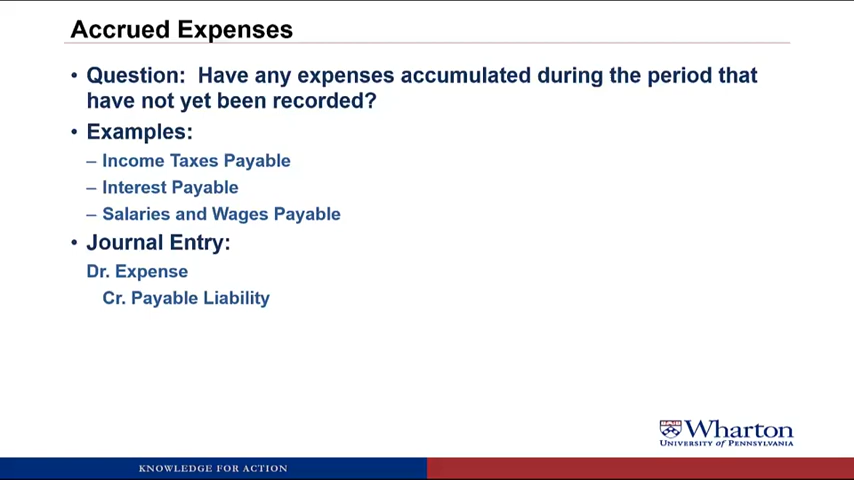 Accrued Expenses
• Question: Have any expenses accumulated during the period that
have not yet been recorded?
• Examples:
– Income Taxes Payable
– Interest Payable
– Salaries and Wages Payable
• Journal Entry:
Dr. Expense
Cr. Payable Liability
Wharton
UNIVERSITY OF PENNSYLVANIA
KNOWLEDGE FOR ACTION